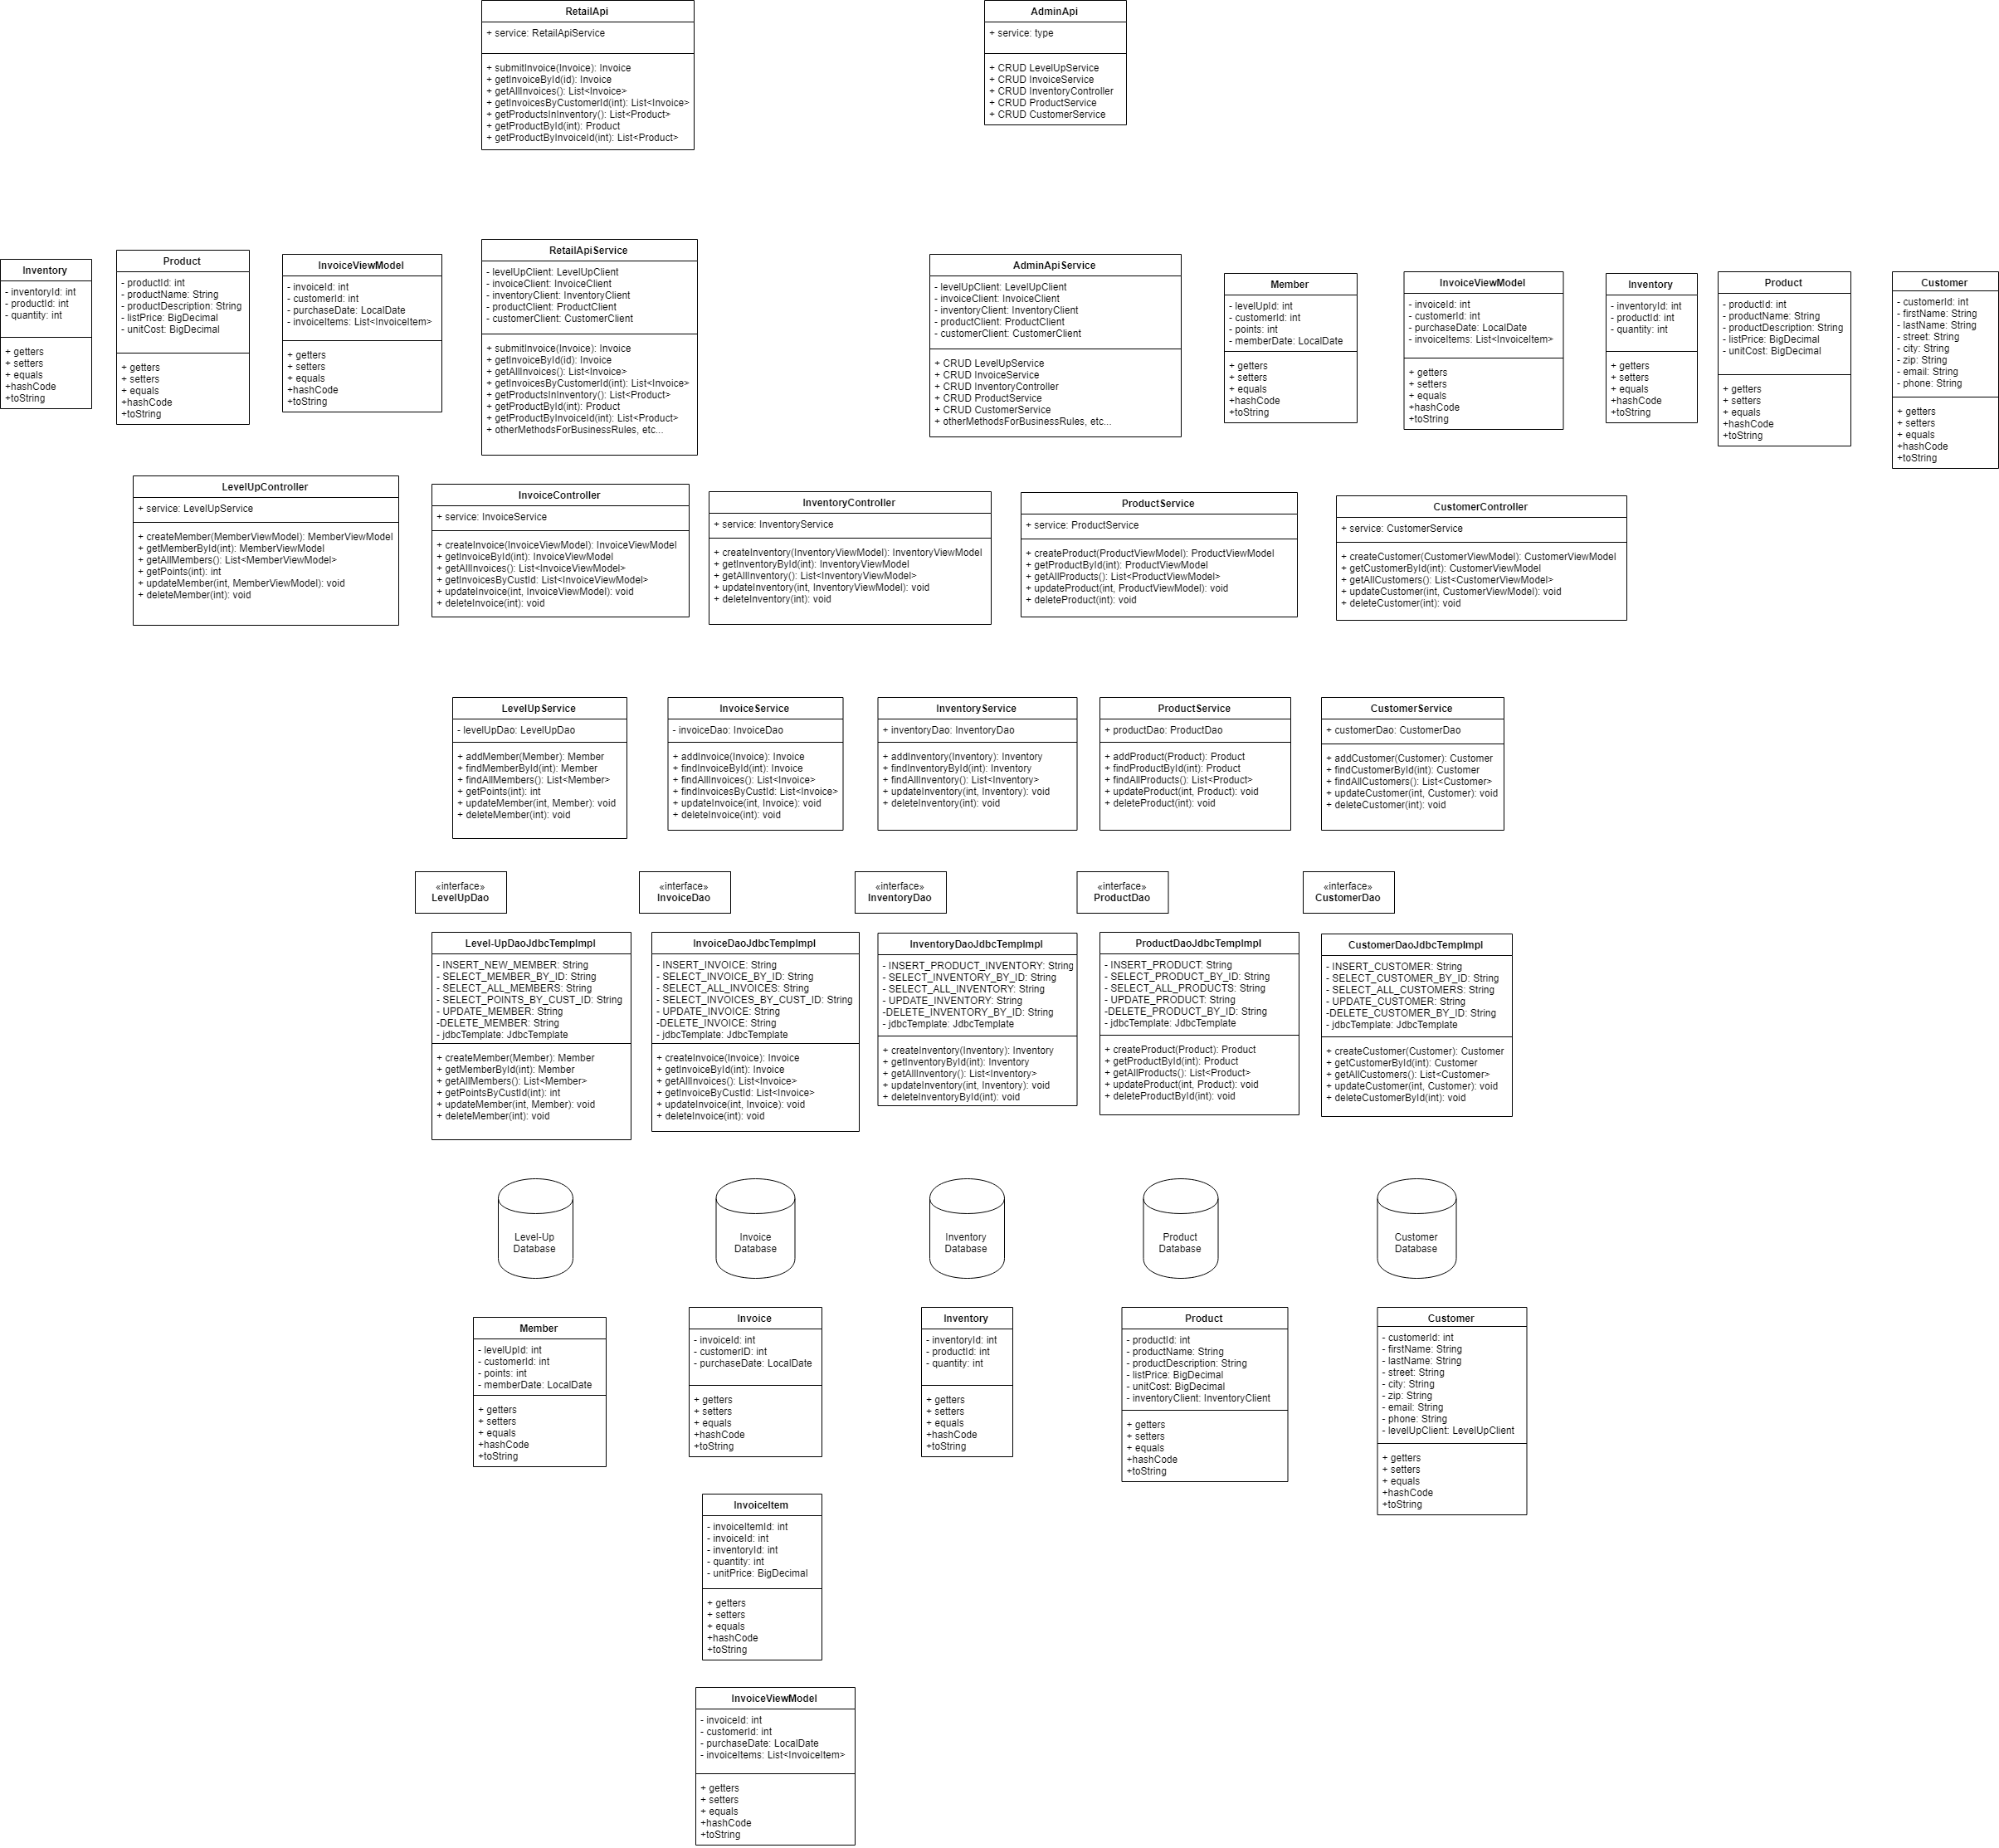 RetailApi
+ service: RetailApiService
+ submitInvoice(Invoice): Invoice
+ getInvoiceById(id): Invoice
+ getAllInvoices(): List<Invoice>
+ getInvoicesByCustomerId(int): List<Invoice>
+ getProductsInInventory(): List<Product>
+ getProductById(int): Product
+ getProductByInvoiceId(int): List<Product>
AdminApi
+ service: type
+ CRUD LevelUpService
+ CRUD InvoiceService
+ CRUD InventoryController
+ CRUD ProductService
+ CRUD CustomerService
Inventory
- inventoryId: int
- productId: int
- quantity: int
+ getters
+ setters
+ equals
+hashCode
+toString
Product
- productId: int
- productName: String
- productDescription: String
- listPrice: BigDecimal
- unitCost: BigDecimal
+ getters
+ setters
+ equals
+hashCode
+toString
InvoiceViewModel
- invoiceId: int
- customerId: int
- purchaseDate: LocalDate
- invoiceItems: List<InvoiceItem>
+ getters
+ setters
+ equals
+hashCode
+toString
RetailApiService
- levelUpClient: LevelUpClient
- invoiceClient: InvoiceClient
- inventoryClient: InventoryClient
- productClient: ProductClient
- customerClient: CustomerClient
+ submitInvoice(Invoice): Invoice
+ getInvoiceById(id): Invoice
+ getAllInvoices(): List<Invoice>
+ getInvoicesByCustomerId(int): List<Invoice>
+ getProductsInInventory(): List<Product>
+ getProductById(int): Product
+ getProductByInvoiceId(int): List<Product>
+ otherMethodsForBusinessRules, etc...
AdminApiService
- levelUpClient: LevelUpClient
- invoiceClient: InvoiceClient
- inventoryClient: InventoryClient
- productClient: ProductClient
- customerClient: CustomerClient
+ CRUD LevelUpService
+ CRUD InvoiceService
+ CRUD InventoryController
+ CRUD ProductService
+ CRUD CustomerService
+ otherMethodsForBusinessRules, etc...
Member
- levelUpId: int
- customerId: int
- points: int
- memberDate: LocalDate
+ getters
+ setters
+ equals
+hashCode
+toString
InvoiceViewModel
- invoiceId: int
- customerId: int
- purchaseDate: LocalDate
- invoiceItems: List<InvoiceItem>
+ getters
+ setters
+ equals
+hashCode
+toString
Inventory
- inventoryId: int
- productId: int
- quantity: int
+ getters
+ setters
+ equals
+hashCode
+toString
Product
- productId: int
- productName: String
- productDescription: String
- listPrice: BigDecimal
- unitCost: BigDecimal
+ getters
+ setters
+ equals
+hashCode
+toString
Customer
- customerId: int
- firstName: String
- lastName: String
- street: String
- city: String
- zip: String
- email: String
- phone: String
+ getters
+ setters
+ equals
+hashCode
+toString
LevelUpController
+ service: LevelUpService
+ createMember(MemberViewModel): MemberViewModel
+ getMemberById(int): MemberViewModel
+ getAllMembers(): List<MemberViewModel>
+ getPoints(int): int
+ updateMember(int, MemberViewModel): void
+ deleteMember(int): void
InvoiceController
+ service: InvoiceService
+ createInvoice(InvoiceViewModel): InvoiceViewModel
+ getInvoiceById(int): InvoiceViewModel
+ getAllInvoices(): List<InvoiceViewModel>
+ getInvoicesByCustId: List<InvoiceViewModel>
+ updateInvoice(int, InvoiceViewModel): void
+ deleteInvoice(int): void
InventoryController
+ service: InventoryService
+ createInventory(InventoryViewModel): InventoryViewModel
+ getInventoryById(int): InventoryViewModel
+ getAllInventory(): List<InventoryViewModel>
+ updateInventory(int, InventoryViewModel): void
+ deleteInventory(int): void
ProductService
+ service: ProductService
+ createProduct(ProductViewModel): ProductViewModel
+ getProductById(int): ProductViewModel
+ getAllProducts(): List<ProductViewModel>
+ updateProduct(int, ProductViewModel): void
+ deleteProduct(int): void
CustomerController
+ service: CustomerService
+ createCustomer(CustomerViewModel): CustomerViewModel
+ getCustomerById(int): CustomerViewModel
+ getAllCustomers(): List<CustomerViewModel>
+ updateCustomer(int, CustomerViewModel): void
+ deleteCustomer(int): void
LevelUpService
- levelUpDao: LevelUpDao
+ addMember(Member): Member
+ findMemberById(int): Member
+ findAllMembers(): List<Member>
+ getPoints(int): int
+ updateMember(int, Member): void
+ deleteMember(int): void
InvoiceService
- invoiceDao: InvoiceDao
+ addInvoice(Invoice): Invoice
+ findInvoiceById(int): Invoice
+ findAllInvoices(): List<Invoice>
+ findInvoicesByCustId: List<Invoice>
+ updateInvoice(int, Invoice): void
+ deleteInvoice(int): void
InventoryService
+ inventoryDao: InventoryDao
+ addInventory(Inventory): Inventory
+ findInventoryById(int): Inventory
+ findAllInventory(): List<Inventory>
+ updateInventory(int, Inventory): void
+ deleteInventory(int): void
ProductService
+ productDao: ProductDao
+ addProduct(Product): Product
+ findProductById(int): Product
+ findAllProducts(): List<Product>
+ updateProduct(int, Product): void
+ deleteProduct(int): void
CustomerService
+ customerDao: CustomerDao
+ addCustomer(Customer): Customer
+ findCustomerById(int): Customer
+ findAllCustomers(): List<Customer>
+ updateCustomer(int, Customer): void
+ deleteCustomer(int): void
«interface»
LevelUpDao
«interface»
InvoiceDao
«interface»
InventoryDao
«interface»
ProductDao
«interface»
CustomerDao
Level-UpDaoJdbcTempImpl
- INSERT_NEW_MEMBER: String
- SELECT_MEMBER_BY_ID: String
- SELECT_ALL_MEMBERS: String
- SELECT_POINTS_BY_CUST_ID: String
- UPDATE_MEMBER: String
-DELETE_MEMBER: String
- jdbcTemplate: JdbcTemplate
+ createMember(Member): Member
+ getMemberById(int): Member
+ getAllMembers(): List<Member>
+ getPointsByCustId(int): int
+ updateMember(int, Member): void
+ deleteMember(int): void
InvoiceDaoJdbcTempImpl
- INSERT_INVOICE: String
- SELECT_INVOICE_BY_ID: String
- SELECT_ALL_INVOICES: String
- SELECT_INVOICES_BY_CUST_ID: String
- UPDATE_INVOICE: String
-DELETE_INVOICE: String
- jdbcTemplate: JdbcTemplate
+ createInvoice(Invoice): Invoice
+ getInvoiceById(int): Invoice
+ getAllInvoices(): List<Invoice>
+ getInvoiceByCustId: List<Invoice>
+ updateInvoice(int, Invoice): void
+ deleteInvoice(int): void
InventoryDaoJdbcTempImpl
- INSERT_PRODUCT_INVENTORY: String
- SELECT_INVENTORY_BY_ID: String
- SELECT_ALL_INVENTORY: String
- UPDATE_INVENTORY: String
-DELETE_INVENTORY_BY_ID: String
- jdbcTemplate: JdbcTemplate
+ createInventory(Inventory): Inventory
+ getInventoryById(int): Inventory
+ getAllInventory(): List<Inventory>
+ updateInventory(int, Inventory): void
+ deleteInventoryById(int): void
ProductDaoJdbcTempImpl
- INSERT_PRODUCT: String
- SELECT_PRODUCT_BY_ID: String
- SELECT_ALL_PRODUCTS: String
- UPDATE_PRODUCT: String
-DELETE_PRODUCT_BY_ID: String
- jdbcTemplate: JdbcTemplate
+ createProduct(Product): Product
+ getProductById(int): Product
+ getAllProducts(): List<Product>
+ updateProduct(int, Product): void
+ deleteProductById(int): void
CustomerDaoJdbcTempImpl
- INSERT_CUSTOMER: String
- SELECT_CUSTOMER_BY_ID: String
- SELECT_ALL_CUSTOMERS: String
- UPDATE_CUSTOMER: String
-DELETE_CUSTOMER_BY_ID: String
- jdbcTemplate: JdbcTemplate
+ createCustomer(Customer): Customer
+ getCustomerById(int): Customer
+ getAllCustomers(): List<Customer>
+ updateCustomer(int, Customer): void
+ deleteCustomerById(int): void
Level-Up
Database
Invoice
Database
Inventory
Database
Product
Database
Customer
Database
Member
- levelUpId: int
- customerId: int
- points: int
- memberDate: LocalDate
+ getters
+ setters
+ equals
+hashCode
+toString
Invoice
- invoiceId: int
- customerID: int
- purchaseDate: LocalDate
+ getters
+ setters
+ equals
+hashCode
+toString
Inventory
- inventoryId: int
- productId: int
- quantity: int
+ getters
+ setters
+ equals
+hashCode
+toString
Product
- productId: int
- productName: String
- productDescription: String
- listPrice: BigDecimal
- unitCost: BigDecimal
- inventoryClient: InventoryClient
+ getters
+ setters
+ equals
+hashCode
+toString
Customer
- customerId: int
- firstName: String
- lastName: String
- street: String
- city: String
- zip: String
- email: String
- phone: String
- levelUpClient: LevelUpClient
+ getters
+ setters
+ equals
+hashCode
+toString
InvoiceItem
- invoiceItemId: int
- invoiceId: int
- inventoryId: int
- quantity: int
- unitPrice: BigDecimal
+ getters
+ setters
+ equals
+hashCode
+toString
InvoiceViewModel
- invoiceId: int
- customerId: int
- purchaseDate: LocalDate
- invoiceItems: List<InvoiceItem>
+ getters
+ setters
+ equals
+hashCode
+toString